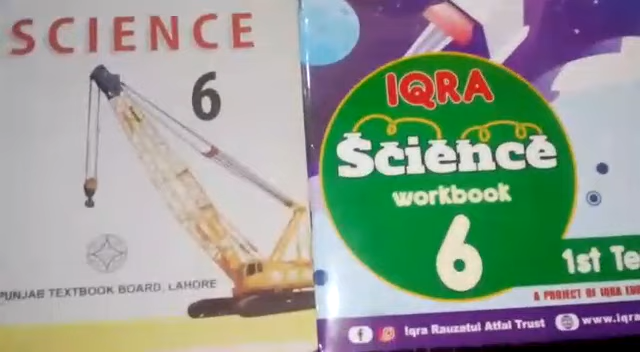 SCIENCE
6
PUNJAB TEXTBOOK BOARD, LAHORE
IQRA
Science
workbook
6
1st Te
A PROJECT OF IQRA EDU
Iqra Rauzatul Atfal Trust
www.iqra